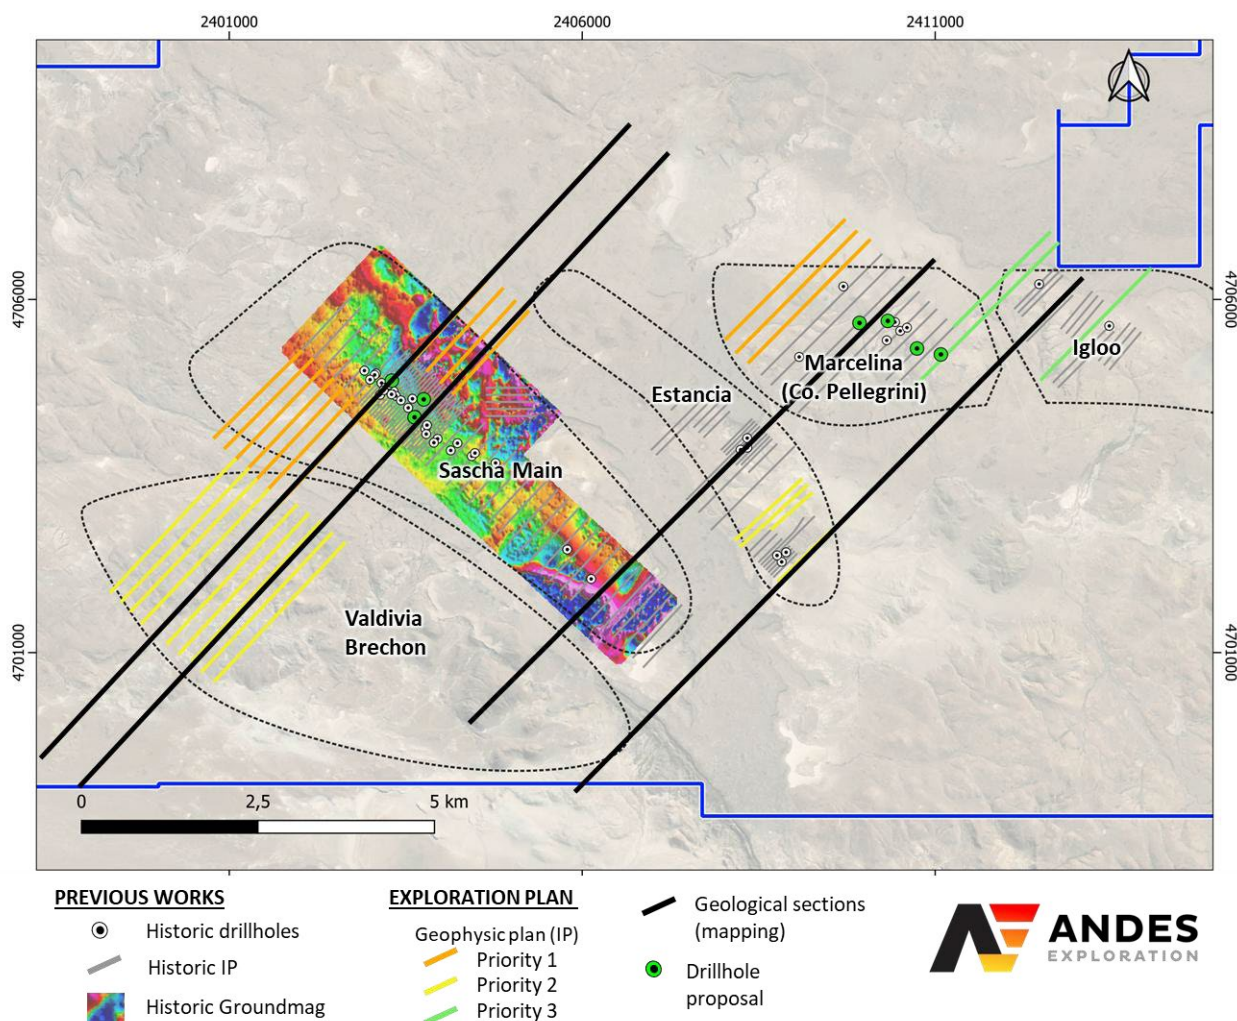 2401000
2406000
2411000
4706000
4706000
Igloo
Marcelina
(Co. Pellegrini)
Estancia
Sascha Main
Valdivia
Brechon
4701000
4701000
0
2,5
5 km
PREVIOUS WORKS
Historic drillholes
Historic IP
Historic Groundmag
EXPLORATION PLAN
Geophysic plan (IP)
Priority 1
Priority 2
Priority 3
Geological sections
(mapping)
Drillhole
proposal
ANDES
EXPLORATION